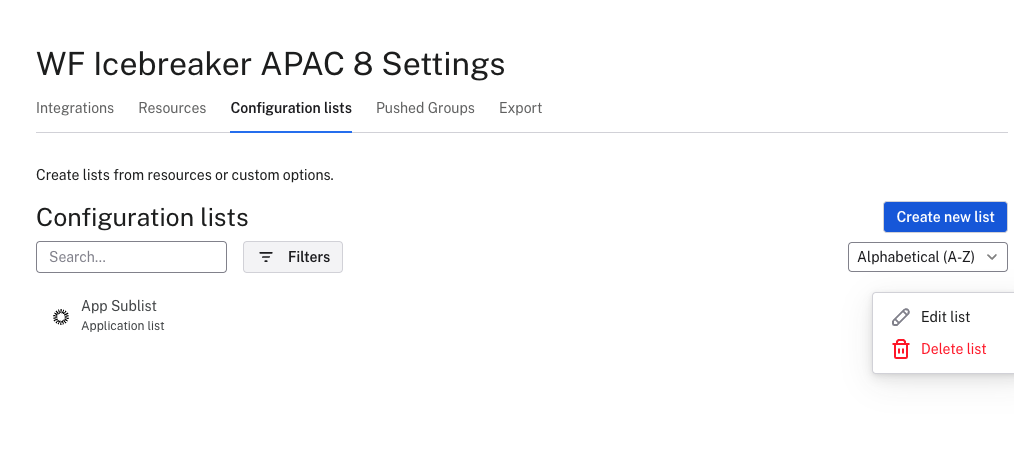 WF Icebreaker APAC 8 Settings
Integrations Resources Configuration lists Pushed Groups Export
Create lists from resources or custom options.
Configuration lists
Create new list
Search...
Filters
Alphabetical (A-Z)
App Sublist
Application list
Edit list
Delete list